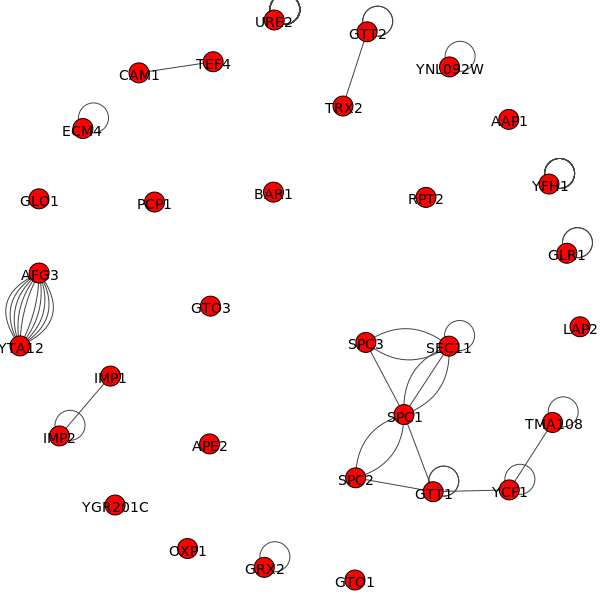 URE2
GTT2
TEF4
CAM1
YNL092W
TRX2
AAP1
ECM4
YFH1
GLO1
PCP1
BAR1
RPT2
GLR1
AFG3
GTO3
LAP2
YTA12
SPC3
SEC11
IMP1
SPC1
TMA108
IMP2
APE2
SPC2
GTT1
YCF1
YGR201C
OXP1
GRX2
GTO1